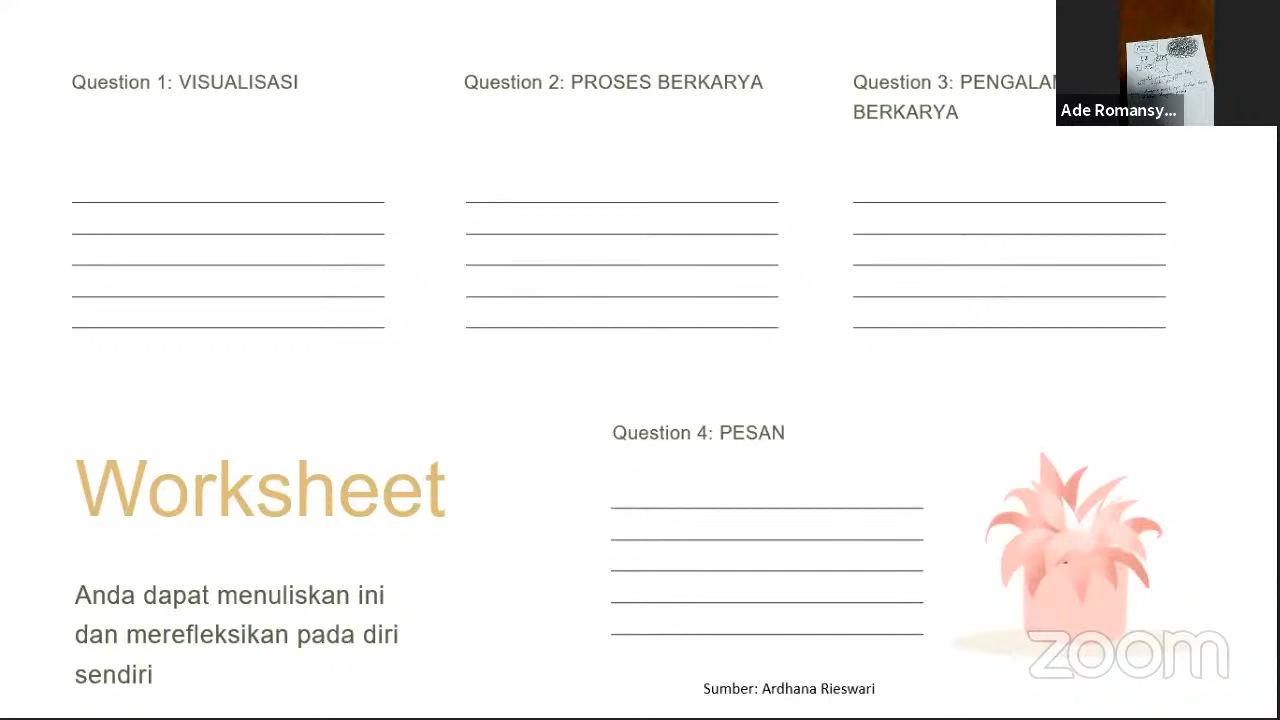 Question 1: VISUALISASI
Question 2: PROSES BERKARYA
Question 3:
BERKARYA
Ade Romansy...
Question 4: PESAN
Worksheet
Anda dapat menuliskan ini
dan merefleksikan pada diri
sendiri
Sumber: Ardhana Rieswari
zoom